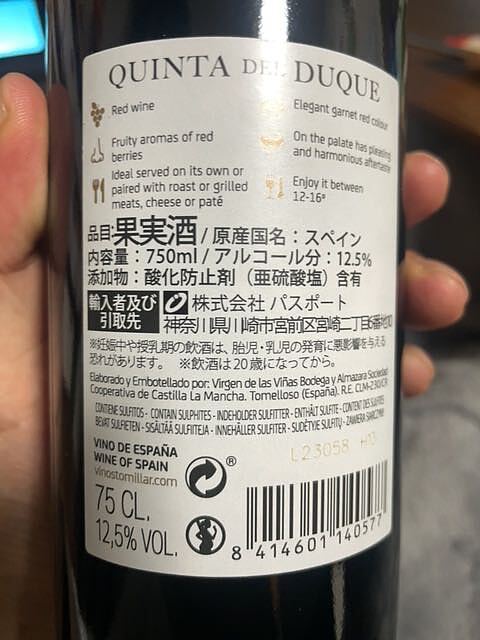 QUINTA DEL DUQUE
Red wine
Elegant garnet red colour
Fruity aromas of red
berries
On the palate has pleasing
and harmonious aftertaste
Ideal served on its own or
paired with roast or grilled
meats, cheese or paté
Enjoy it between
12-16º
品目:果実酒 / 原産国名:スペイン
内容量:750ml / アルコール分:12.5%
添加物:酸化防止剤(亜硫酸塩)含有
輸入者及び
引取先
株式会社 パスポート
神奈川県川崎市宮前区宮崎二丁目6番地10
※妊娠中や授乳期の飲酒は、胎児・乳児の発育に悪影響を与える
恐れがあります。 ※飲酒は20歳になってから。
Elaborado y Embotellado por: Virgen de las Viñas Bodega y Almazara Sociedad
Cooperativa de Castilla La Mancha. Tomelloso (España). R.E. CLM-230/CR
CONTIENE SULFITOS - CONTAIN SULPHITES - INDEHOLDER SULFITTER - ENTHÄLT SULFITE - CONTENT DES SULFITES
BEVAT SULFIETEN - SISÄLTÄÄ SULFIITTEJA - INNEHÅLLER SULFITER - SUDĖTYJE SULFITŲ - ZAWIERA SIARCZYNY
L23058 H12
VINO DE ESPAÑA
WINE OF SPAIN
vinostomillar.com
®
75 CL.
12,5% VOL.
8 414601 140577